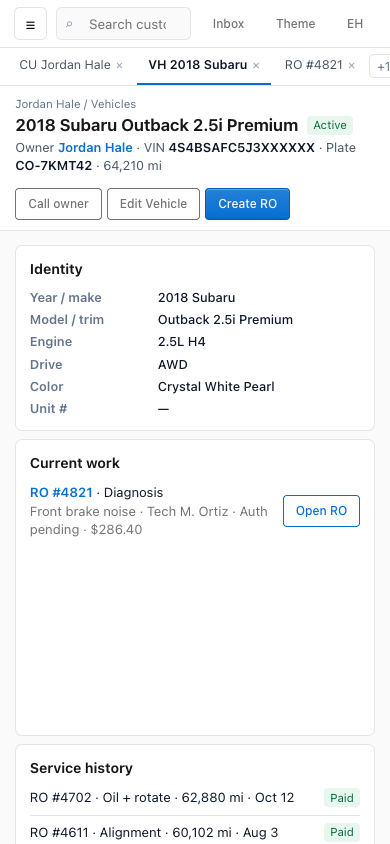 ☰ Search custo Inbox Theme EH
CU Jordan Hale × VH 2018 Subaru × RO #4821 × +1
Jordan Hale / Vehicles
2018 Subaru Outback 2.5i Premium Active
Owner Jordan Hale · VIN 4S4BSAFC5J3XXXXXX · Plate
CO-7KMT42 · 64,210 mi
Call owner Edit Vehicle Create RO
Identity
Year / make 2018 Subaru
Model / trim Outback 2.5i Premium
Engine 2.5L H4
Drive AWD
Color Crystal White Pearl
Unit # —
Current work
RO #4821 · Diagnosis
Front brake noise · Tech M. Ortiz · Auth
pending · $286.40
Open RO
Service history
RO #4702 · Oil + rotate · 62,880 mi · Oct 12 Paid
RO #4611 · Alignment · 60,102 mi · Aug 3 Paid